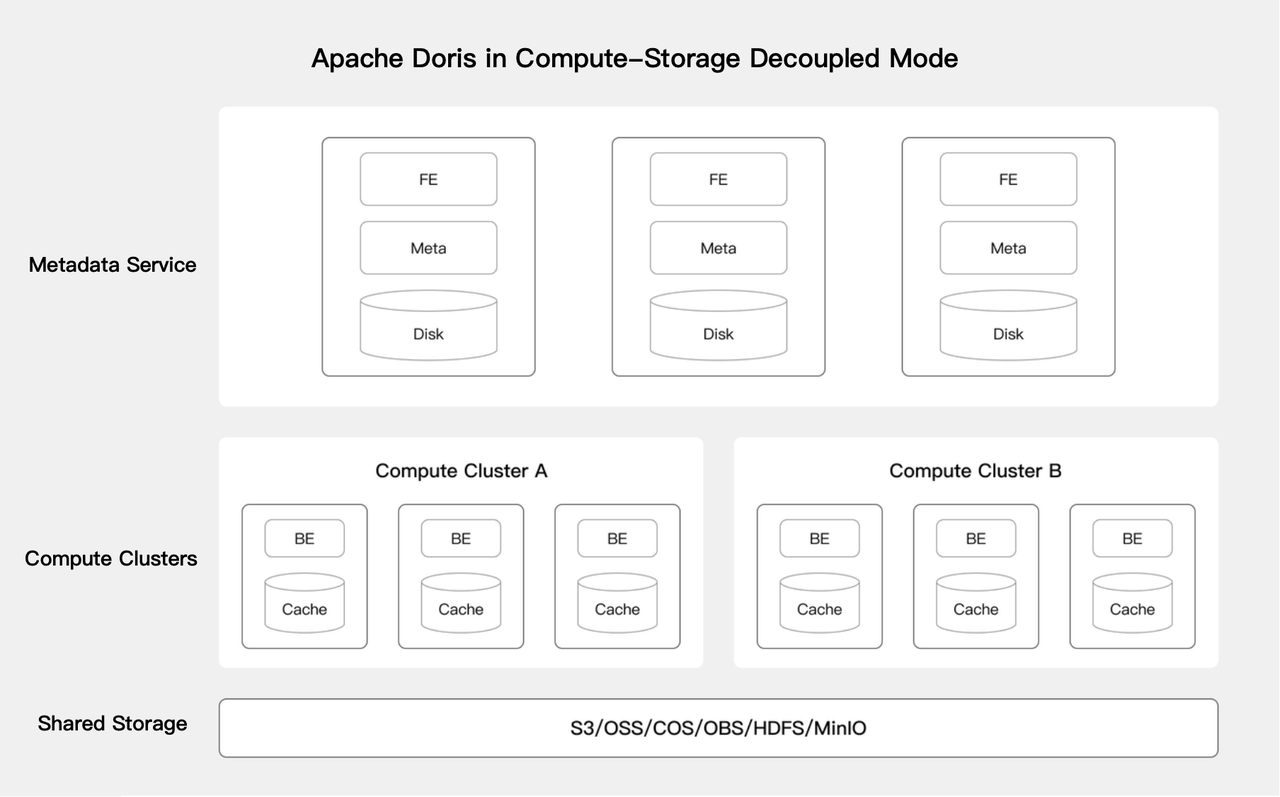 Apache Doris in Compute–Storage Decoupled Mode
Metadata Service
FE
FE
FE
Meta
Meta
Meta
Disk
Disk
Disk
Compute Clusters
Compute Cluster A
BE
BE
BE
Cache
Cache
Cache
Compute Cluster B
BE
BE
BE
Cache
Cache
Cache
Shared Storage
S3/OSS/COS/OBS/HDFS/MinIO